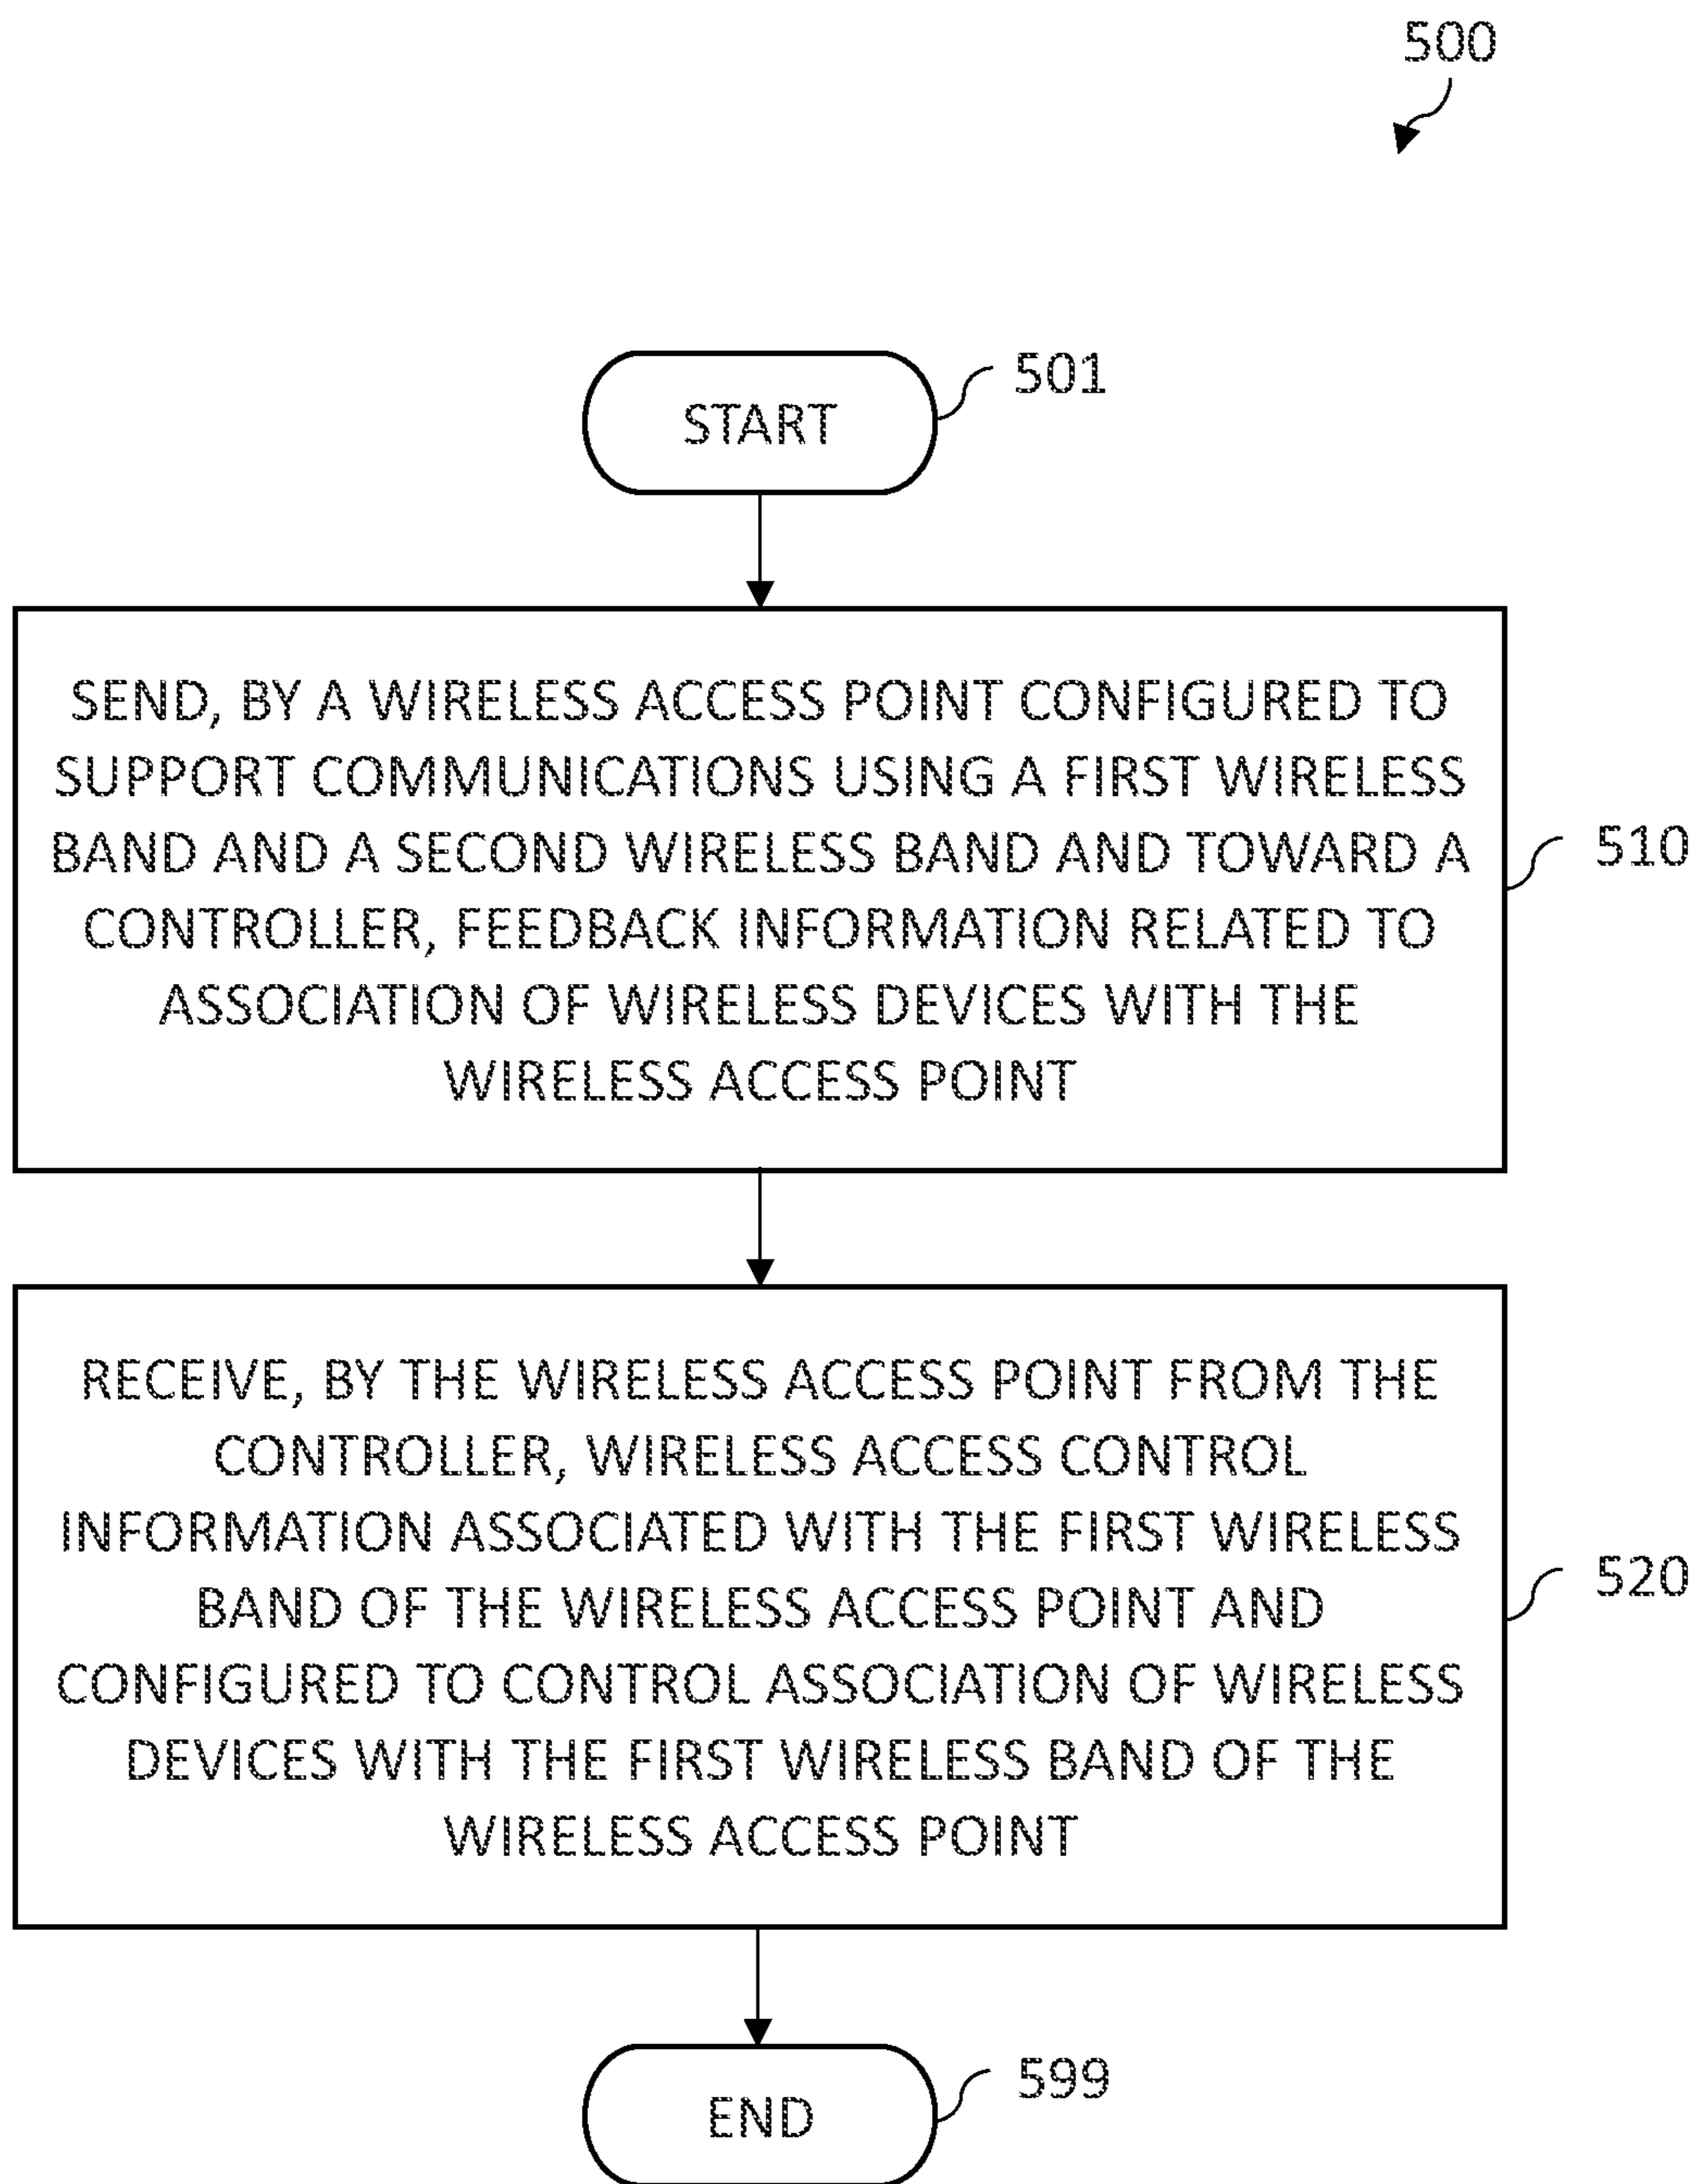 500
START
501
SEND, BY A WIRELESS ACCESS POINT CONFIGURED TO
SUPPORT COMMUNICATIONS USING A FIRST WIRELESS
BAND AND A SECOND WIRELESS BAND AND TOWARD A
CONTROLLER, FEEDBACK INFORMATION RELATED TO
ASSOCIATION OF WIRELESS DEVICES WITH THE
WIRELESS ACCESS POINT
510
RECEIVE, BY THE WIRELESS ACCESS POINT FROM THE
CONTROLLER, WIRELESS ACCESS CONTROL
INFORMATION ASSOCIATED WITH THE FIRST WIRELESS
BAND OF THE WIRELESS ACCESS POINT AND
CONFIGURED TO CONTROL ASSOCIATION OF WIRELESS
DEVICES WITH THE FIRST WIRELESS BAND OF THE
WIRELESS ACCESS POINT
520
END
599